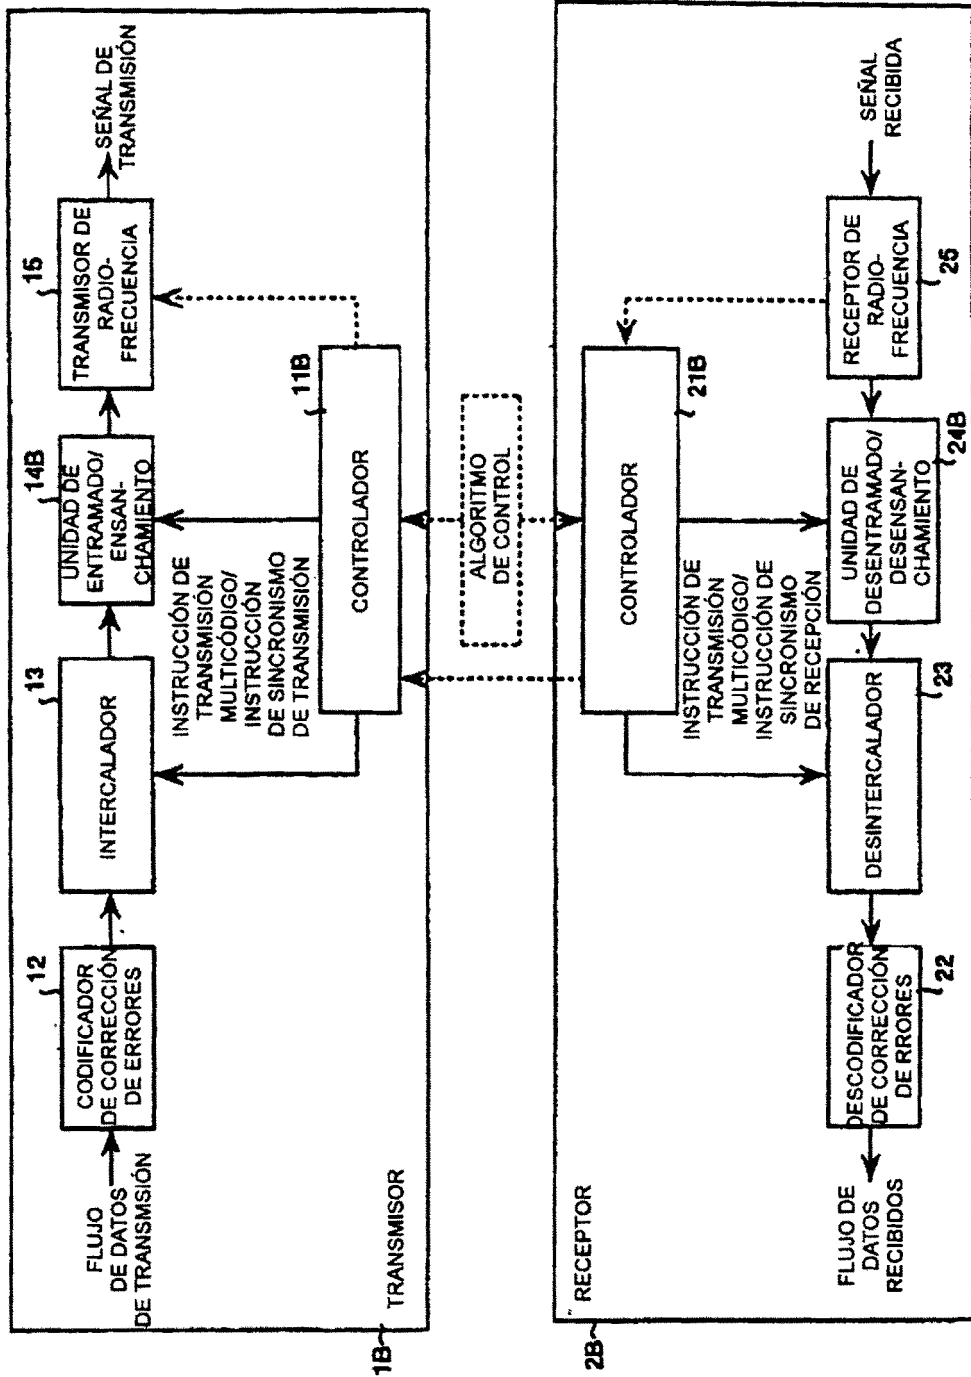 FLUJO
DE DATOS
DE TRANSMSIÓN
12
CODIFICADOR
DE CORRECCIÓN
DE ERRORES
13
INTERCALADOR
14B
UNIDAD DE
ENTRAMADO/
ENSAN-
CHAMIENTO
15
TRANSMISOR DE
RADIO-
FRECUENCIA
SEÑAL DE
TRANSMISIÓN
INSTRUCCIÓN DE
TRANSMISIÓN
MULTICÓDIGO/
INSTRUCCIÓN
DE SINCRONISMO
DE TRANSMISIÓN
11B
CONTROLADOR
TRANSMISOR
1B
ALGORITMO
DE CONTROL
2B
RECEPTOR
CONTROLADOR
21B
INSTRUCCIÓN DE
TRANSMISIÓN
MULTICÓDIGO/
INSTRUCCIÓN DE
SINCRONISMO
DE RECEPCIÓN
FLUJO DE
DATOS
RECIBIDOS
DESCODIFICADOR
DE CORRECCIÓN
DE RRORES
22
DESINTERCALADOR
23
UNIDAD DE
DESENTRAMADO/
DESENSAN-
CHAMIENTO
24B
RECEPTOR DE
RADIO-
FRECUENCIA
25
SEÑAL
RECIBIDA